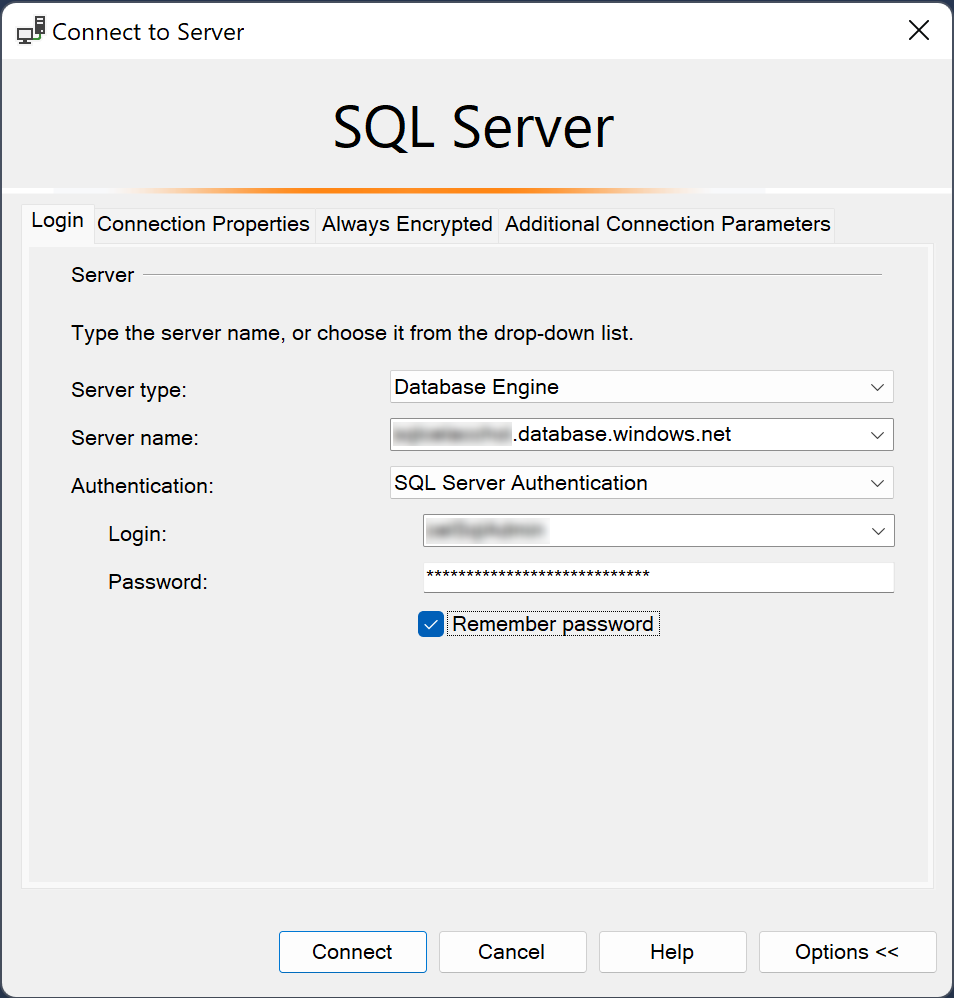 Connect to Server
SQL Server
Login Connection Properties Always Encrypted Additional Connection Parameters
Server
Type the server name, or choose it from the drop-down list.
Server type: Database Engine
Server name: .database.windows.net
Authentication: SQL Server Authentication
Login:
Password: ****************************
Remember password
Connect Cancel Help Options <<